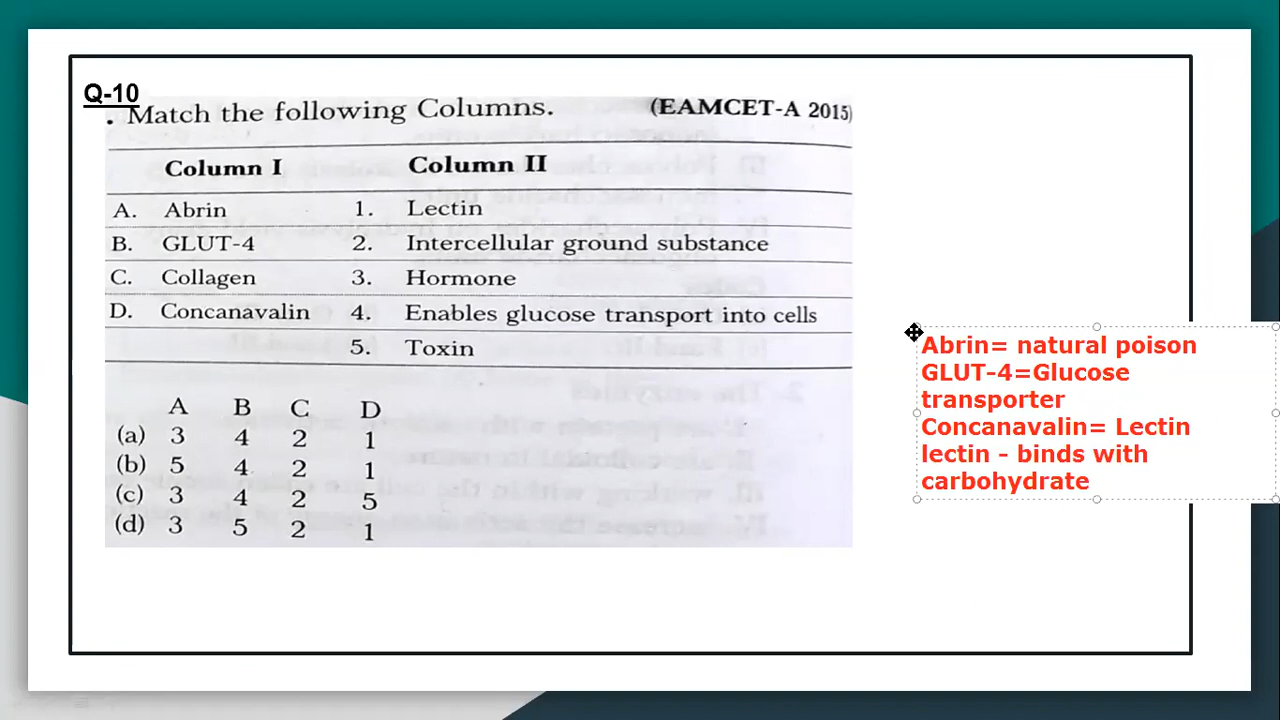 Q-10
. Match the following Columns. (EAMCET-A 2015)
Column I Column II
A. Abrin 1. Lectin
B. GLUT-4 2. Intercellular ground substance
C. Collagen 3. Hormone
D. Concanavalin 4. Enables glucose transport into cells
5. Toxin
A B C D
(a) 3 4 2 1
(b) 5 4 2 1
(c) 3 4 2 5
(d) 3 5 2 1
Abrin= natural poison
GLUT-4=Glucose
transporter
Concanavalin= Lectin
lectin - binds with
carbohydrate